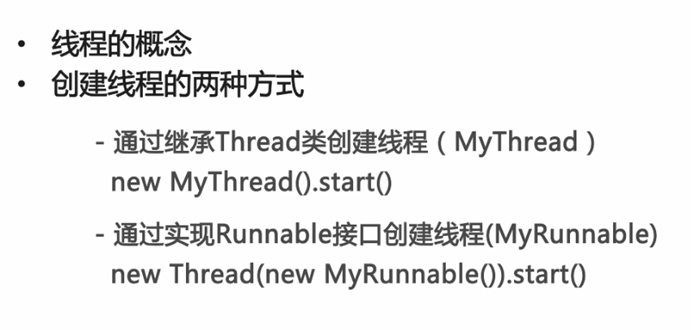 • 线程的概念
• 创建线程的两种方式
- 通过继承Thread类创建线程（MyThread）
new MyThread().start()
- 通过实现Runnable接口创建线程(MyRunnable)
new Thread(new MyRunnable()).start()